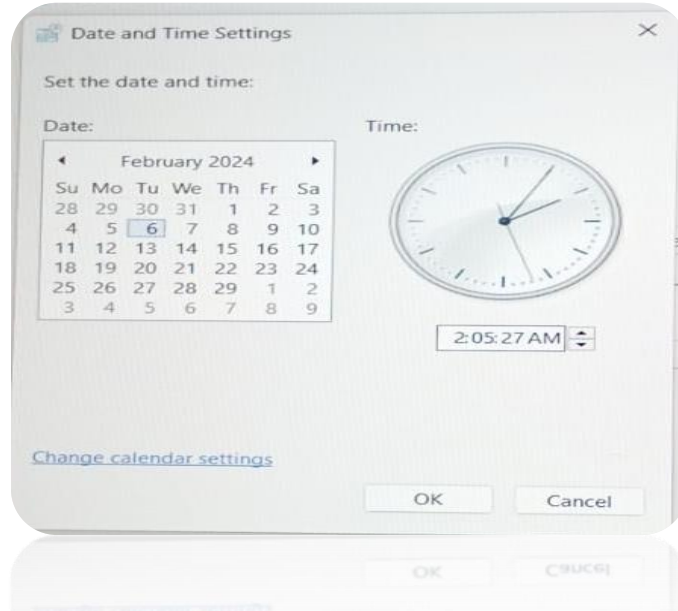 Date and Time Settings
Set the date and time:
Date:
Time:
February 2024
Su Mo Tu We Th Fr Sa
28 29 30 31 1 2 3
4 5 6 7 8 9 10
11 12 13 14 15 16 17
18 19 20 21 22 23 24
25 26 27 28 29 1 2
3 4 5 6 7 8 9
2:05:27 AM
Change calendar settings
OK Cancel